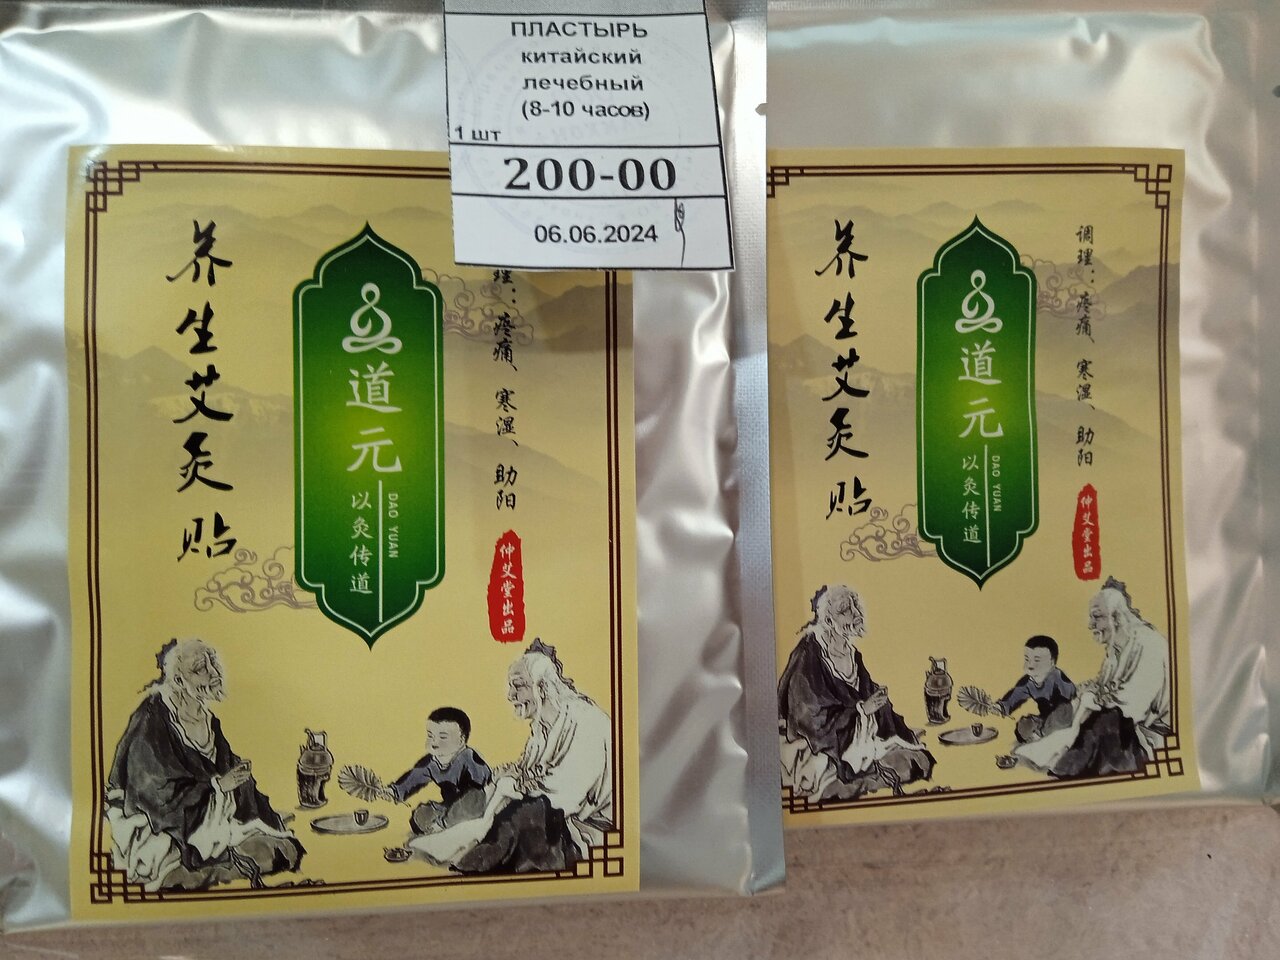 ПЛАСТЫРЬ
китайский
лечебный
(8-10 часов)
1 шт
200-00
06.06.2024
养生艾灸贴
道元
以灸传道
DAO YUAN
理：疼痛、寒湿、助阳
仲艾堂出品
养生艾灸贴
道元
以灸传道
DAO YUAN
调理：疼痛、寒湿、助阳
仲艾堂出品